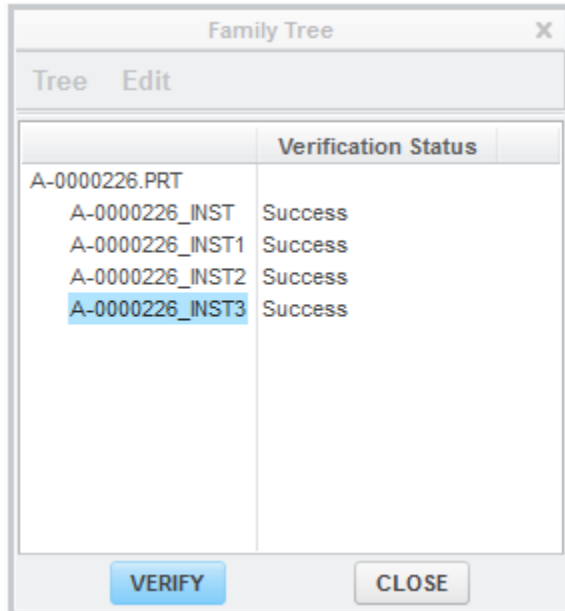 Family Tree X
Tree Edit
Verification Status
A-0000226.PRT
A-0000226_INST Success
A-0000226_INST1 Success
A-0000226_INST2 Success
A-0000226_INST3 Success
VERIFY CLOSE